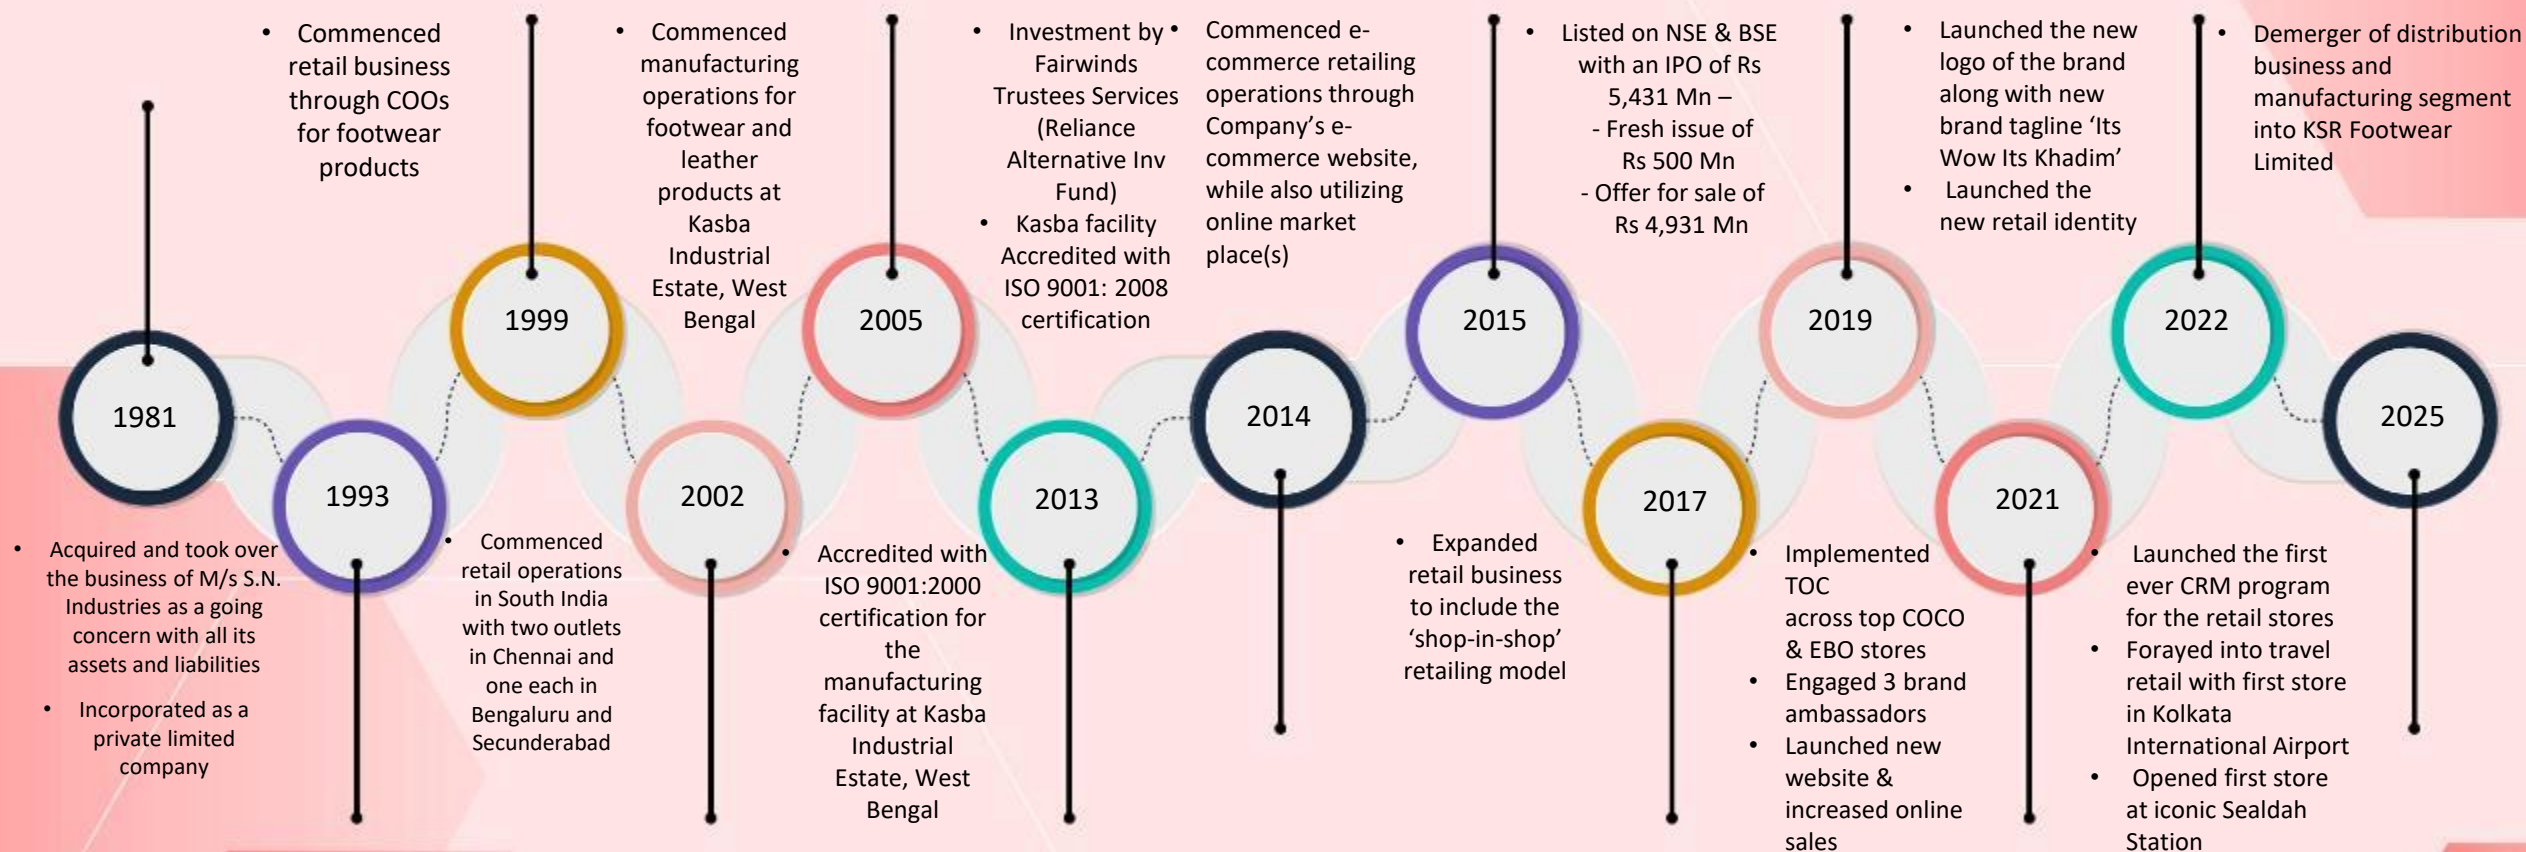 1981
• Acquired and took over
the business of M/s S.N.
Industries as a going
concern with all its
assets and liabilities
• Incorporated as a
private limited
company
• Commenced
retail business
through COOs
for footwear
products
1993
1999
• Commenced
retail operations
in South India
with two outlets
in Chennai and
one each in
Bengaluru and
Secunderabad
• Commenced
manufacturing
operations for
footwear and
leather
products at
Kasba
Industrial
Estate, West
Bengal
2002
2005
• Accredited with
ISO 9001:2000
certification for
the
manufacturing
facility at Kasba
Industrial
Estate, West
Bengal
• Investment by
Fairwinds
Trustees Services
(Reliance
Alternative Inv
Fund)
• Kasba facility
Accredited with
ISO 9001: 2008
certification
2013
• Commenced e-
commerce retailing
operations through
Company’s e-
commerce website,
while also utilizing
online market
place(s)
2014
2015
• Expanded
retail business
to include the
‘shop-in-shop’
retailing model
• Listed on NSE & BSE
with an IPO of Rs
5,431 Mn –
- Fresh issue of
Rs 500 Mn
- Offer for sale of
Rs 4,931 Mn
2017
2019
• Implemented
TOC
across top COCO
& EBO stores
• Engaged 3 brand
ambassadors
• Launched new
website &
increased online
sales
• Launched the new
logo of the brand
along with new
brand tagline ‘Its
Wow Its Khadim’
• Launched the
new retail identity
2021
2022
• Launched the first
ever CRM program
for the retail stores
• Forayed into travel
retail with first store
in Kolkata
International Airport
• Opened first store
at iconic Sealdah
Station
• Demerger of distribution
business and
manufacturing segment
into KSR Footwear
Limited
2025